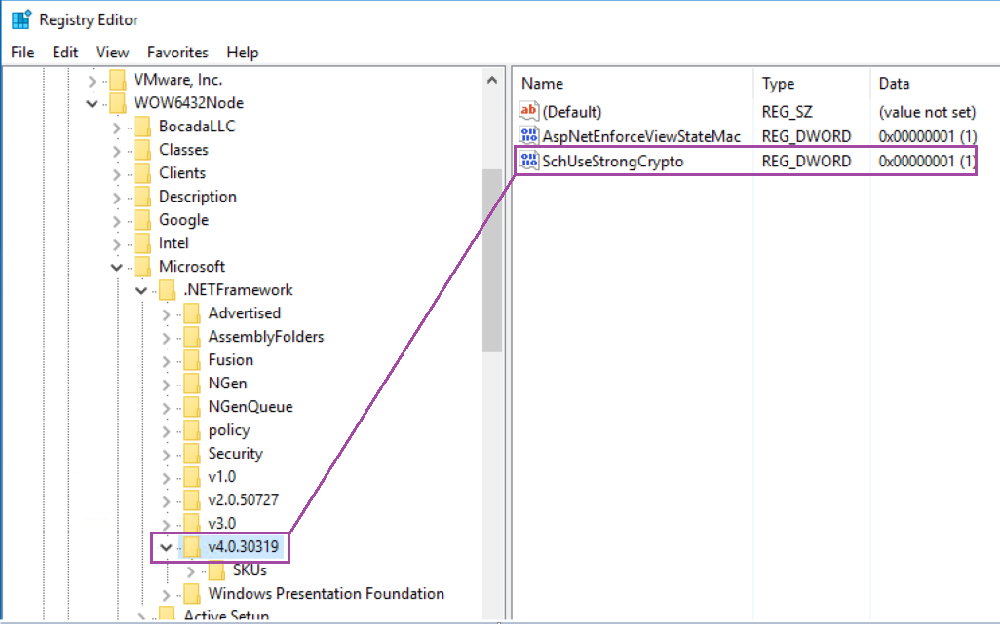 Registry Editor
File Edit View Favorites Help
VMware, Inc.
WOW6432Node
BocadaLLC
Classes
Clients
Description
Google
Intel
Microsoft
.NETFramework
Advertised
AssemblyFolders
Fusion
NGen
NGenQueue
policy
Security
v1.0
v2.0.50727
v3.0
v4.0.30319
SKUs
Windows Presentation Foundation
Active Setup
Name Type Data
ab (Default) REG_SZ (value not set)
AspNetEnforceViewStateMac REG_DWORD 0x00000001 (1)
SchUseStrongCrypto REG_DWORD 0x00000001 (1)